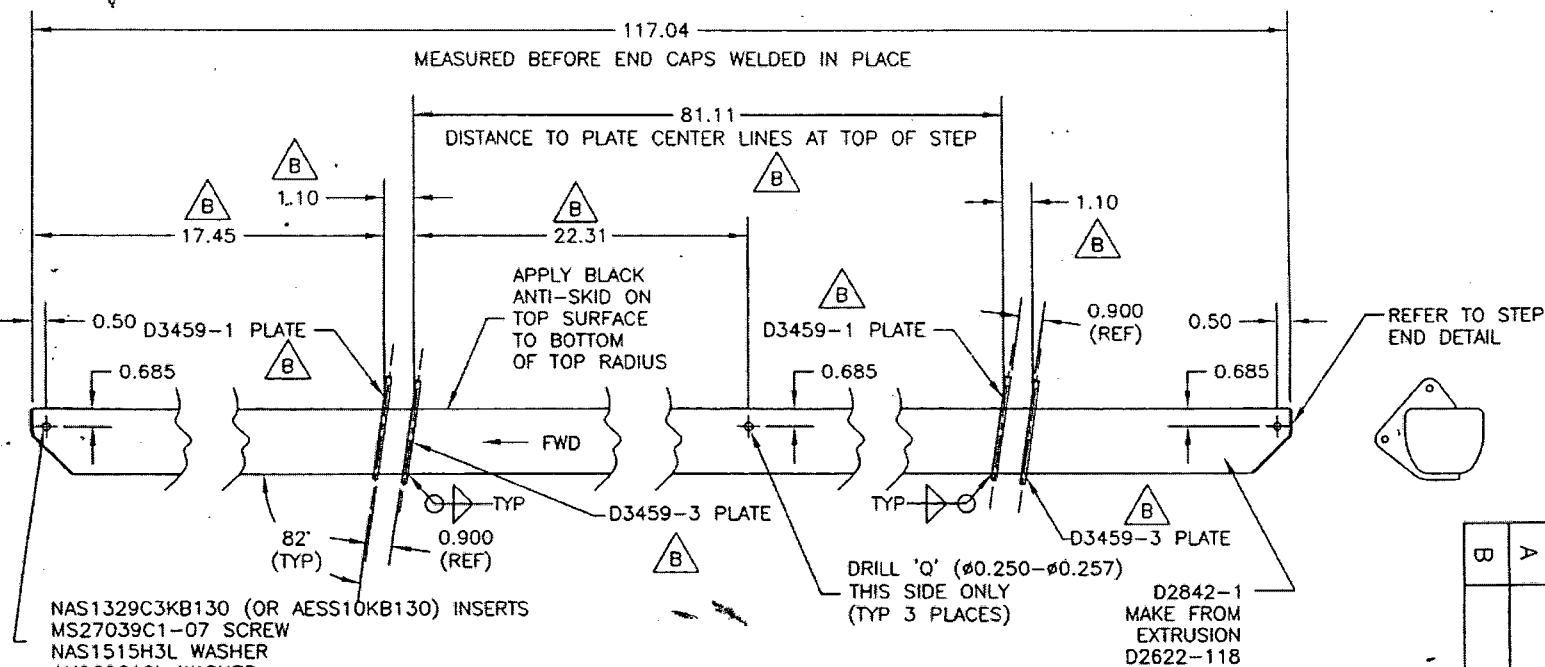 117.04
MEASURED BEFORE END CAPS WELDED IN PLACE
81.11
DISTANCE TO PLATE CENTER LINES AT TOP OF STEP
B
B
1.10
B
B
1.10
B
17.45
22.31
APPLY BLACK
ANTI-SKID ON
TOP SURFACE
TO BOTTOM
OF TOP RADIUS
B
0.50
D3459-1 PLATE
B
D3459-1 PLATE
0.900
(REF)
0.50
REFER TO STEP
END DETAIL
0.685
0.685
0.685
FWD
TYP
TYP
D3459-3 PLATE
B
B
D3459-3 PLATE
82°
(TYP)
0.900
(REF)
DRILL 'Q' (ø0.250-ø0.257)
THIS SIDE ONLY
(TYP 3 PLACES)
D2842-1
MAKE FROM
EXTRUSION
D2622-118
NAS1329C3KB130 (OR AESS10KB130) INSERTS
MS27039C1-07 SCREW
NAS1515H3L WASHER
A
B